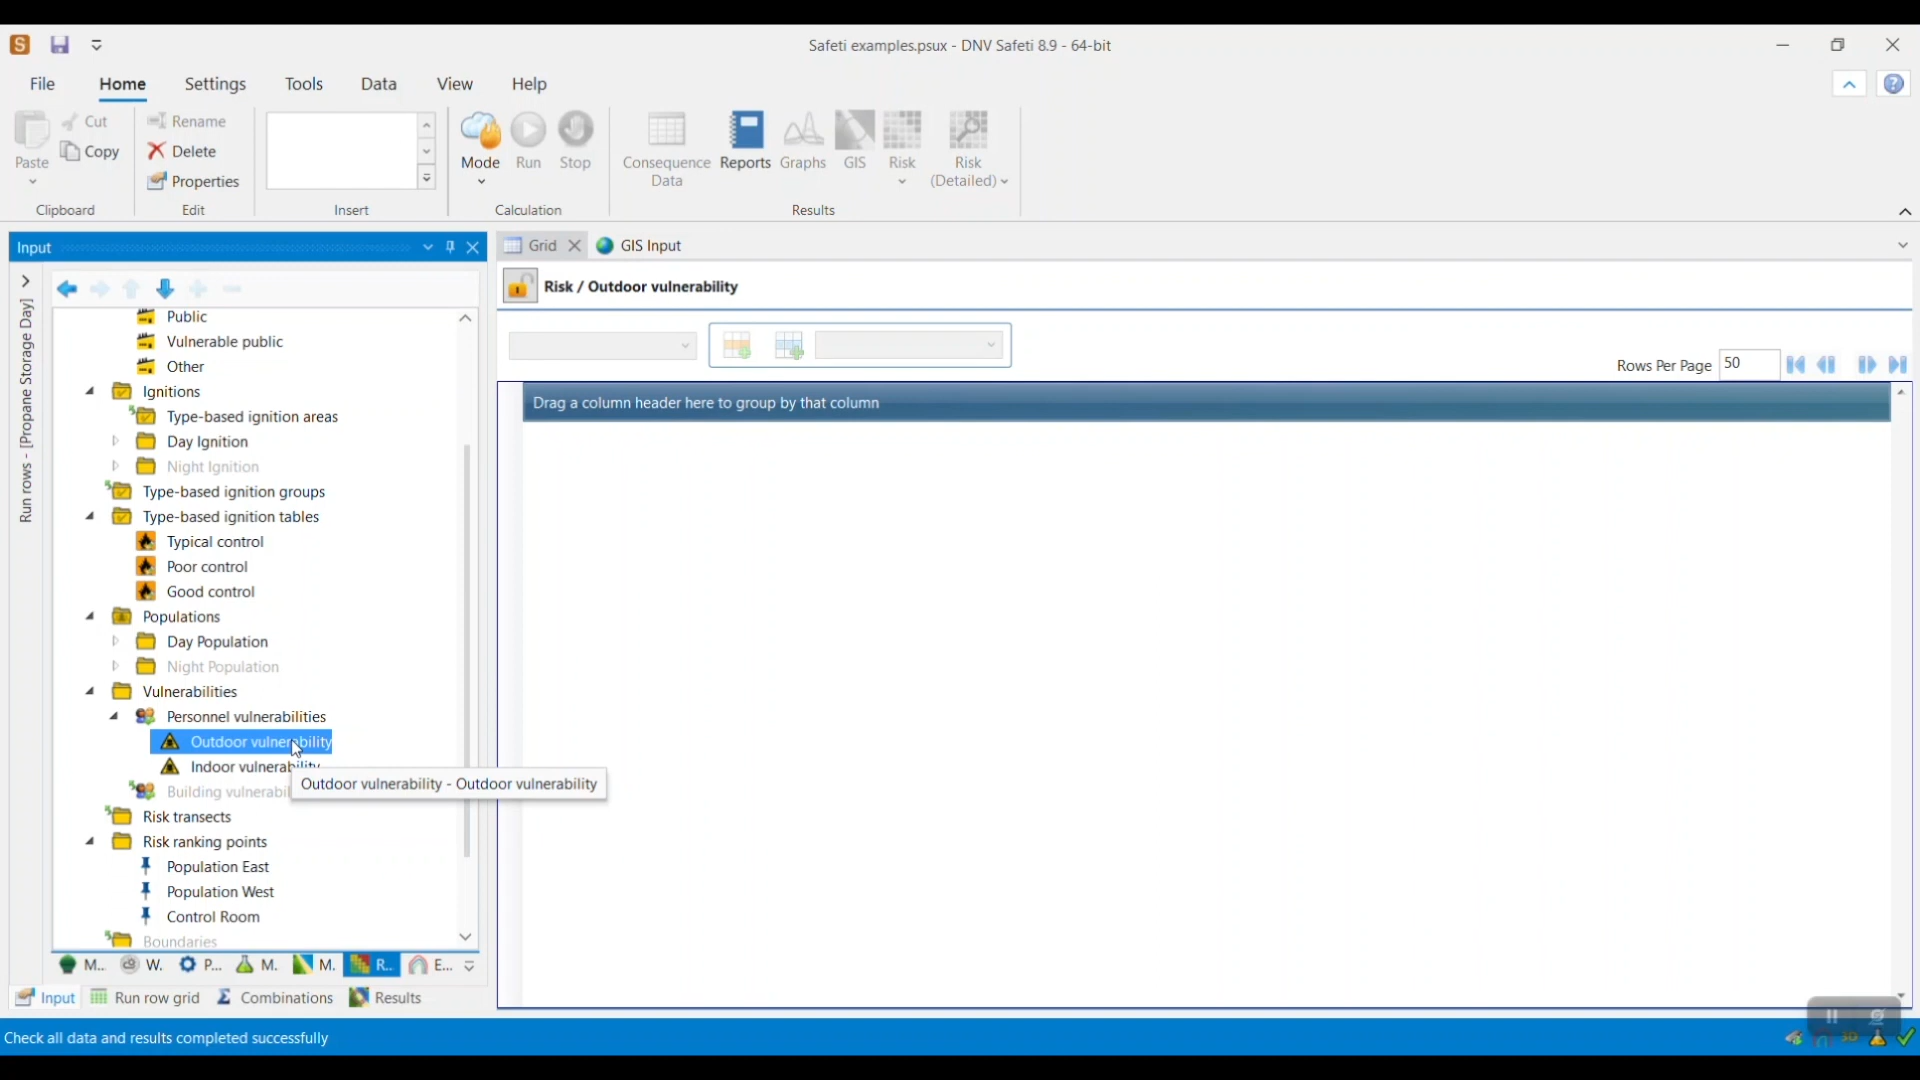 Safeti examples.psux - DNV Safeti 8.9 - 64-bit
File Home Settings Tools Data View Help
Paste
Cut
Copy
Clipboard
Rename
Delete
Properties
Edit
Insert
Mode
Run
Stop
Calculation
Consequence Data
Reports
Graphs
GIS
Risk
Risk (Detailed)
Results
Input
Run rows - [Propane Storage Day]
Public
Vulnerable public
Other
Ignitions
Type-based ignition areas
Day Ignition
Night Ignition
Type-based ignition groups
Type-based ignition tables
Typical control
Poor control
Good control
Populations
Day Population
Night Population
Vulnerabilities
Personnel vulnerabilities
Outdoor vulnerability
Indoor vulnerability
Outdoor vulnerability - Outdoor vulnerability
Building vulnerabil
Risk transects
Risk ranking points
Population East
Population West
Control Room
Boundaries
M... W. P... M. M. R... E...
Input Run row grid Combinations Results
Grid GIS Input
Risk / Outdoor vulnerability
Rows Per Page 50
Drag a column header here to group by that column
Check all data and results completed successfully
3D